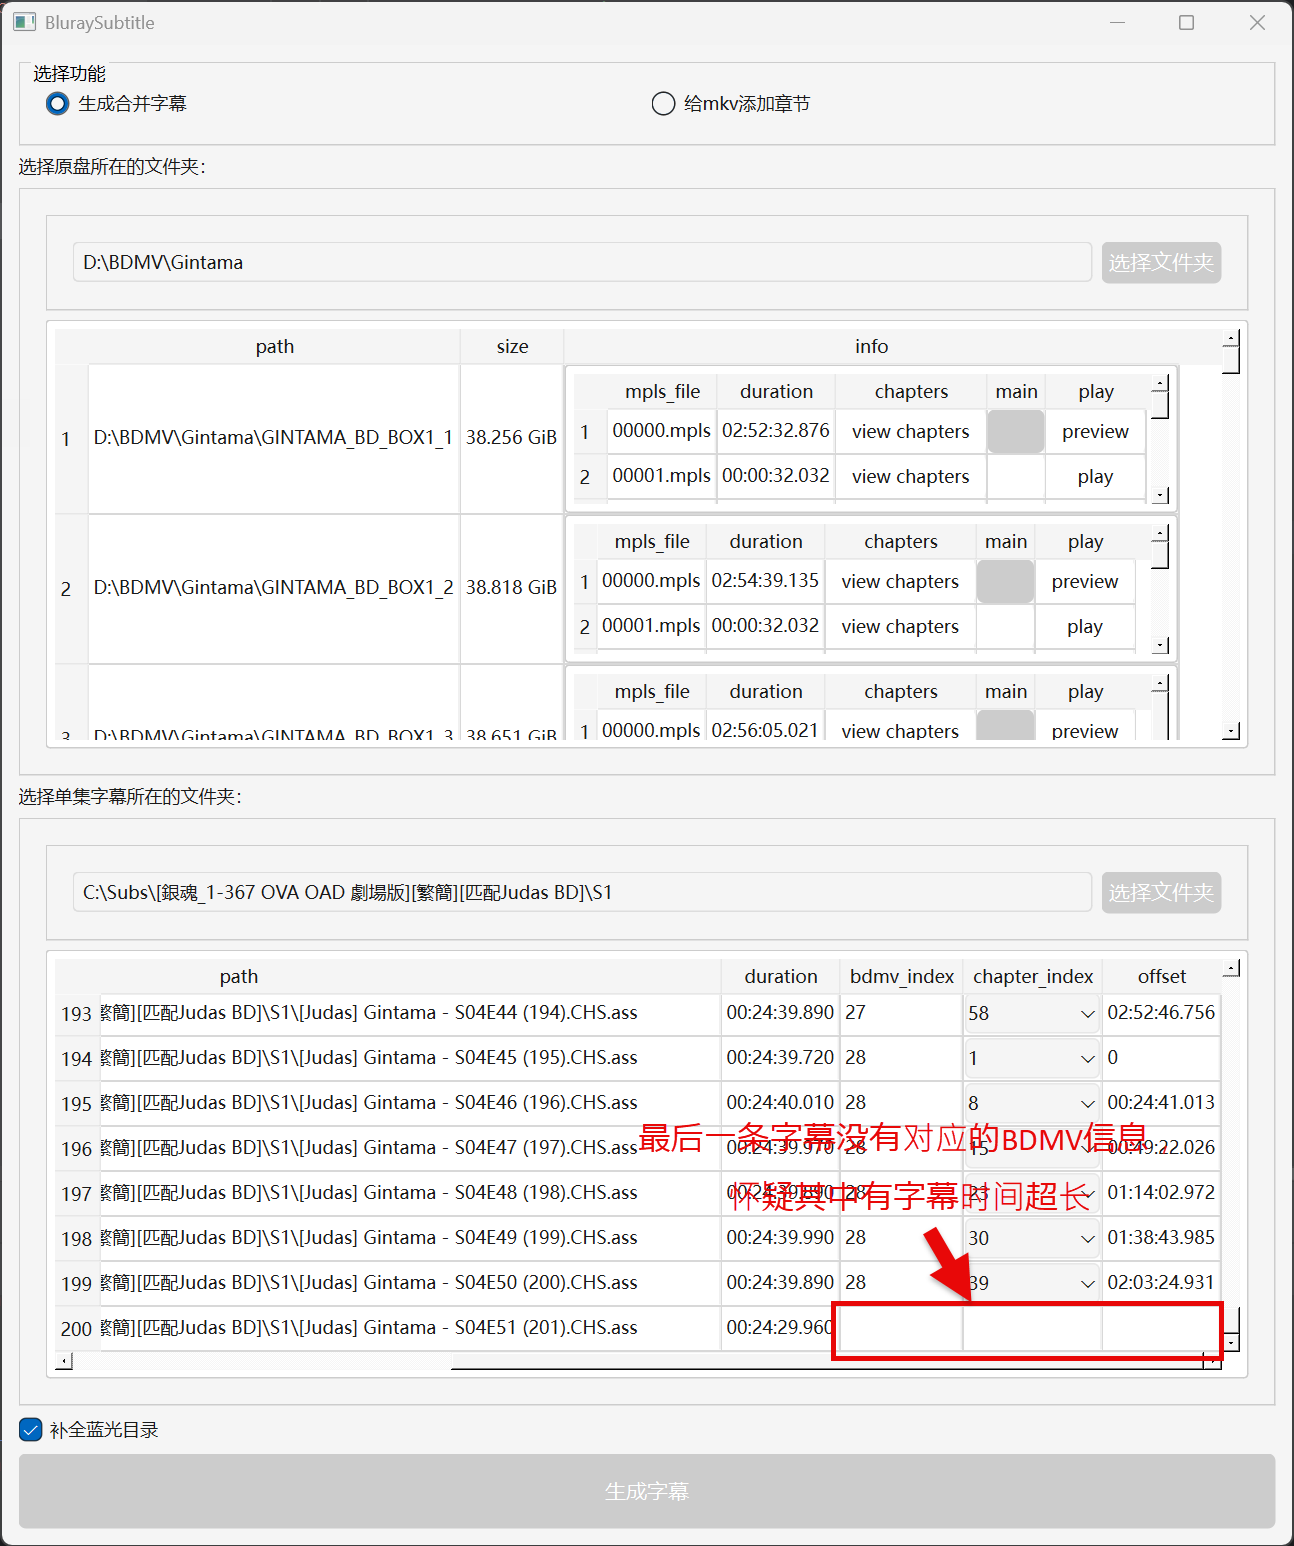 BluraySubtitle
选择功能
生成合并字幕 给mkv添加章节
选择原盘所在的文件夹：
D:\BDMV\Gintama 选择文件夹
path size info
1 D:\BDMV\Gintama\GINTAMA_BD_BOX1_1 38.256 GiB
mpls_file duration chapters main play
1 00000.mpls 02:52:32.876 view chapters preview
2 00001.mpls 00:00:32.032 view chapters play
2 D:\BDMV\Gintama\GINTAMA_BD_BOX1_2 38.818 GiB
mpls_file duration chapters main play
1 00000.mpls 02:54:39.135 view chapters preview
2 00001.mpls 00:00:32.032 view chapters play
3 D:\BDMV\Gintama\GINTAMA_BD_BOX1_3 38.651 GiB
mpls_file duration chapters main play
1 00000.mpls 02:56:05.021 view chapters preview
选择单集字幕所在的文件夹：
C:\Subs\[銀魂_1-367 OVA OAD 劇場版][繁簡][匹配Judas BD]\S1 选择文件夹
path duration bdmv_index chapter_index offset
193 繁簡][匹配Judas BD]\S1\[Judas] Gintama - S04E44 (194).CHS.ass 00:24:39.890 27 58 02:52:46.756
194 繁簡][匹配Judas BD]\S1\[Judas] Gintama - S04E45 (195).CHS.ass 00:24:39.720 28 1 0
195 繁簡][匹配Judas BD]\S1\[Judas] Gintama - S04E46 (196).CHS.ass 00:24:40.010 28 8 00:24:41.013
最后一条字幕没有对应的BDMV信息，
196 繁簡][匹配Judas BD]\S1\[Judas] Gintama - S04E47 (197).CHS.ass 00:24:39.970 28 15 00:49:22.026
怀疑其中有字幕时间超长
197 繁簡][匹配Judas BD]\S1\[Judas] Gintama - S04E48 (198).CHS.ass 00:24:39.890 28 23 01:14:02.972
198 繁簡][匹配Judas BD]\S1\[Judas] Gintama - S04E49 (199).CHS.ass 00:24:39.990 28 30 01:38:43.985
199 繁簡][匹配Judas BD]\S1\[Judas] Gintama - S04E50 (200).CHS.ass 00:24:39.890 28 39 02:03:24.931
200 繁簡][匹配Judas BD]\S1\[Judas] Gintama - S04E51 (201).CHS.ass 00:24:29.960
补全蓝光目录
生成字幕